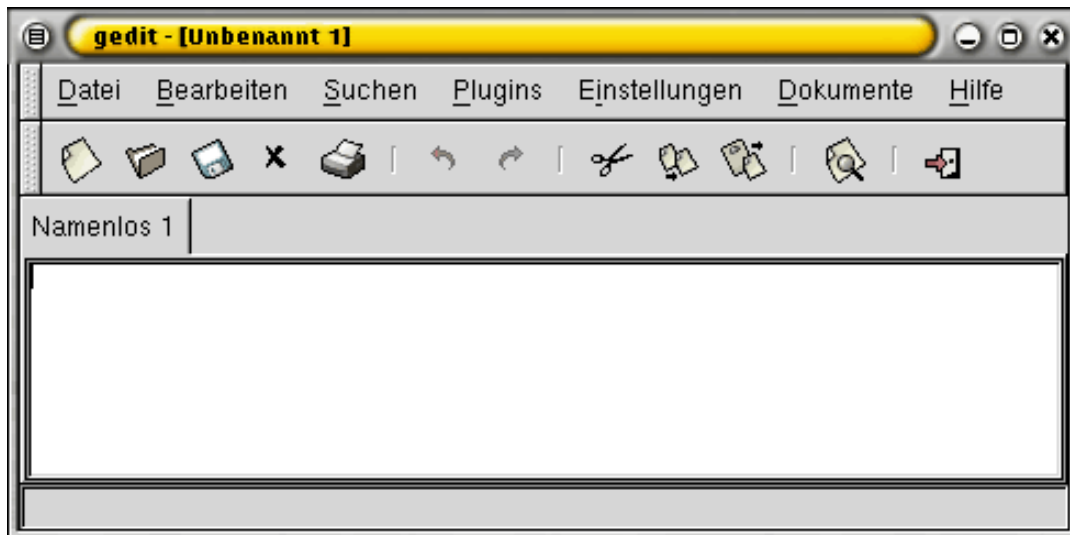 gedit - [Unbenannt 1]
Datei Bearbeiten Suchen Plugins Einstellungen Dokumente Hilfe
Namenlos 1